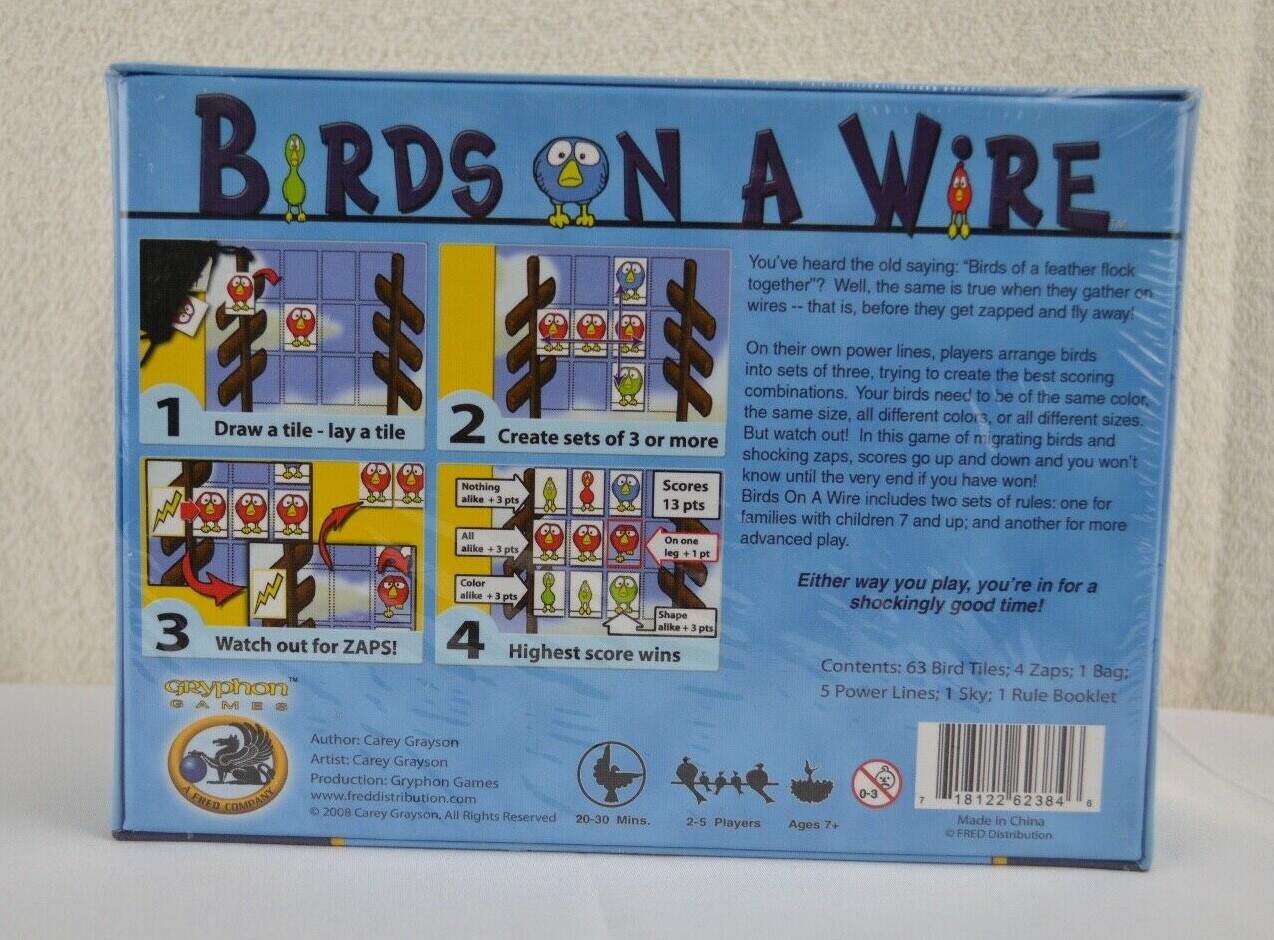 BIRDS ON A WIRE
1 Draw a tile - lay a tile
2 Create sets of 3 or more
3 Watch out for ZAPS!
Nothing
alike + 3 pts
All
alike + 3 pts
Color
alike + 3 pts
Scores
13 pts
On one
leg + 1 pt
Shape
alike + 3 pts
4 Highest score wins
You've heard the old saying: "Birds of a feather flock
together"? Well, the same is true when they gather on
wires -- that is, before they get zapped and fly away!
On their own power lines, players arrange birds
into sets of three, trying to create the best scoring
combinations. Your birds need to be of the same color,
the same size, all different colors, or all different sizes.
But watch out! In this game of migrating birds and
shocking zaps, scores go up and down and you won't
know until the very end if you have won!
Birds On A Wire includes two sets of rules: one for
families with children 7 and up; and another for more
advanced play.
Either way you play, you're in for a
shockingly good time!
Contents: 63 Bird Tiles; 4 Zaps; 1 Bag;
5 Power Lines; 1 Sky; 1 Rule Booklet
GRYPHON™
GAMES
A FRED COMPANY
Author: Carey Grayson
Artist: Carey Grayson
Production: Gryphon Games
www.freddistribution.com
© 2008 Carey Grayson, All Rights Reserved
20-30 Mins.
2-5 Players
Ages 7+
0-3
7 18122 62384 6
Made in China
© FRED Distribution